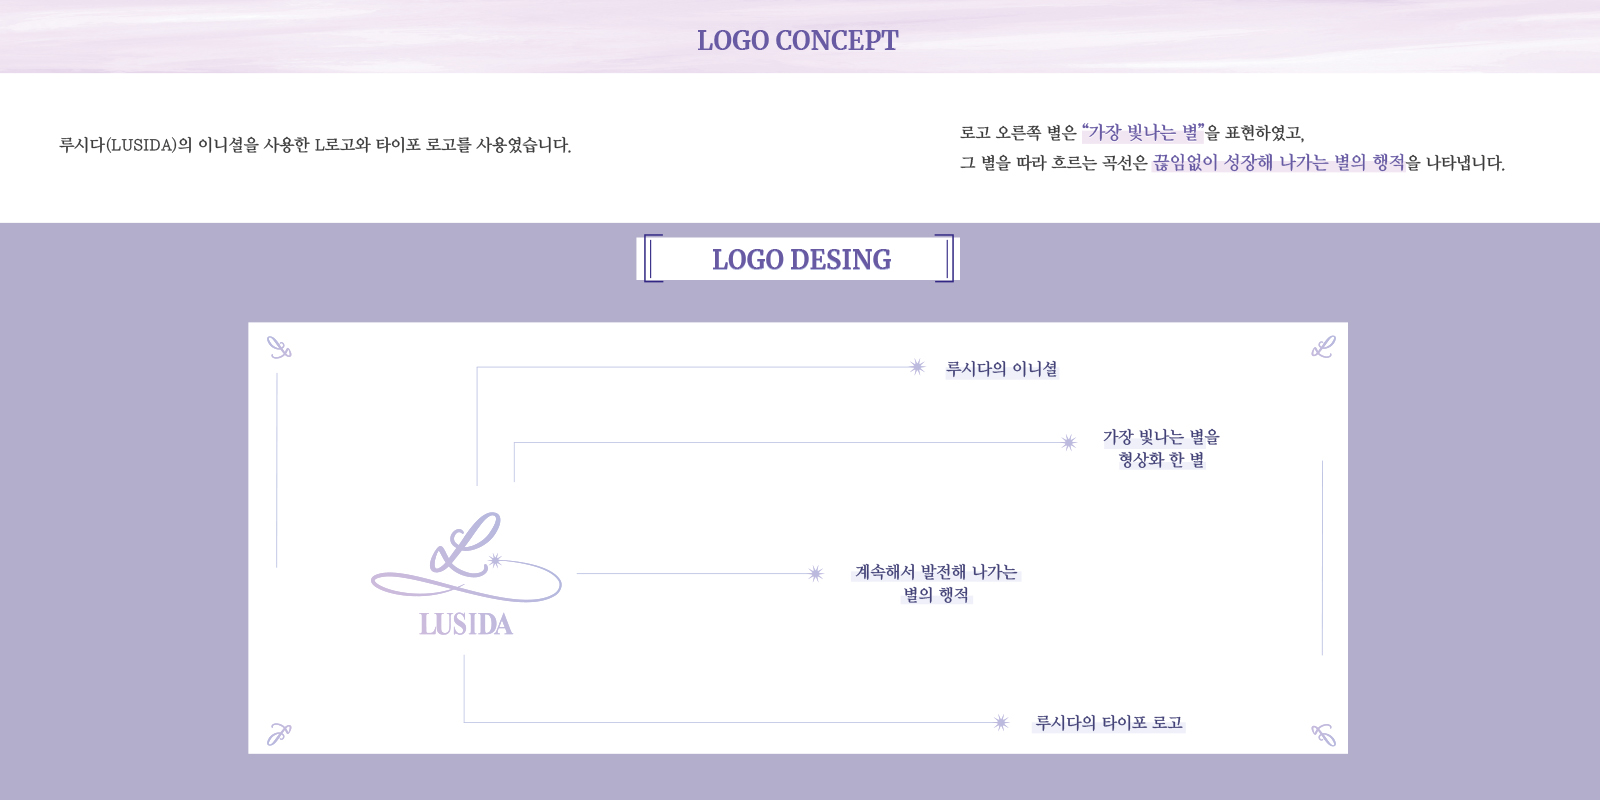 LOGO CONCEPT
루시다(LUSIDA)의 이니셜을 사용한 L로고와 타이포 로고를 사용였습니다.
로고 오른쪽 별은 “가장 빛나는 별”을 표현하였고,
그 별을 따라 흐르는 곡선은 끊임없이 성장해 나가는 별의 행적을 나타냅니다.
LOGO DESING
루시다의 이니셜
가장 빛나는 별을
형상화 한 별
L
계속해서 발전해 나가는
별의 행적
LUSIDA
루시다의 타이포 로고